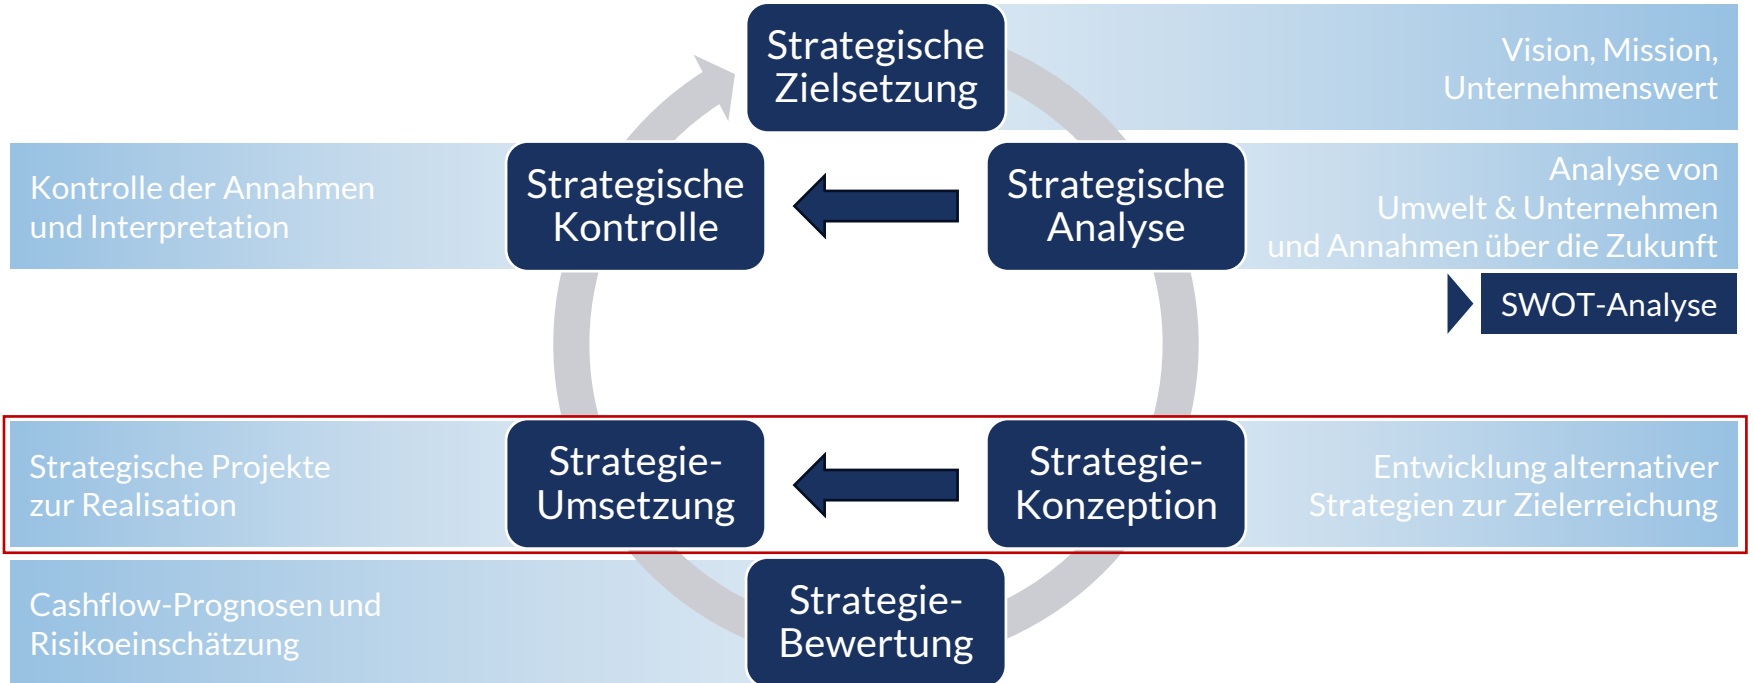 Strategische
Zielsetzung
Vision, Mission,
Unternehmenswert
Kontrolle der Annahmen
und Interpretation
Strategische
Kontrolle
Strategische
Analyse
Analyse von
Umwelt & Unternehmen
und Annahmen über die Zukunft
SWOT-Analyse
Strategische Projekte
zur Realisation
Strategie-
Umsetzung
Strategie-
Konzeption
Entwicklung alternativer
Strategien zur Zielerreichung
Cashflow-Prognosen und
Risikoeinschätzung
Strategie-
Bewertung